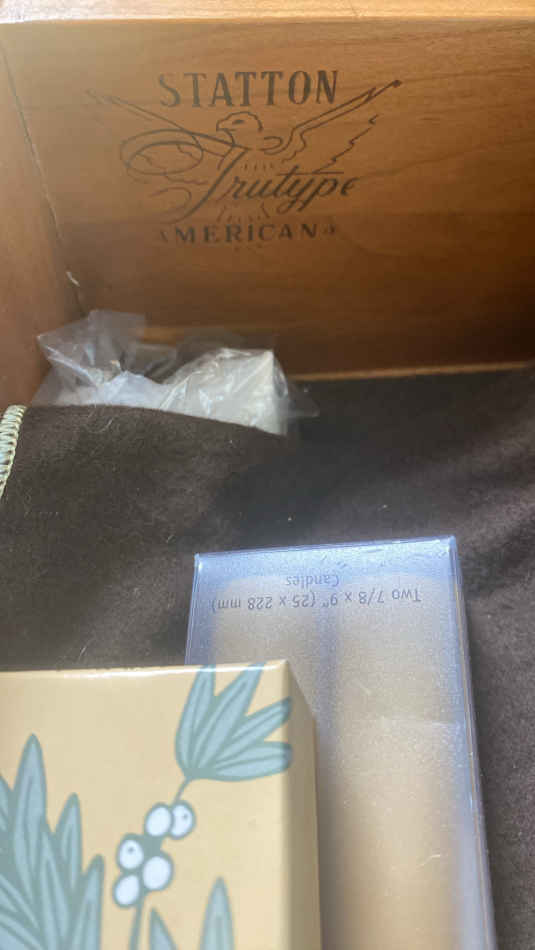 STATTON
Trutype
AMERICANA
Two 7/8 x 9" (25 x 228 mm)
Candles